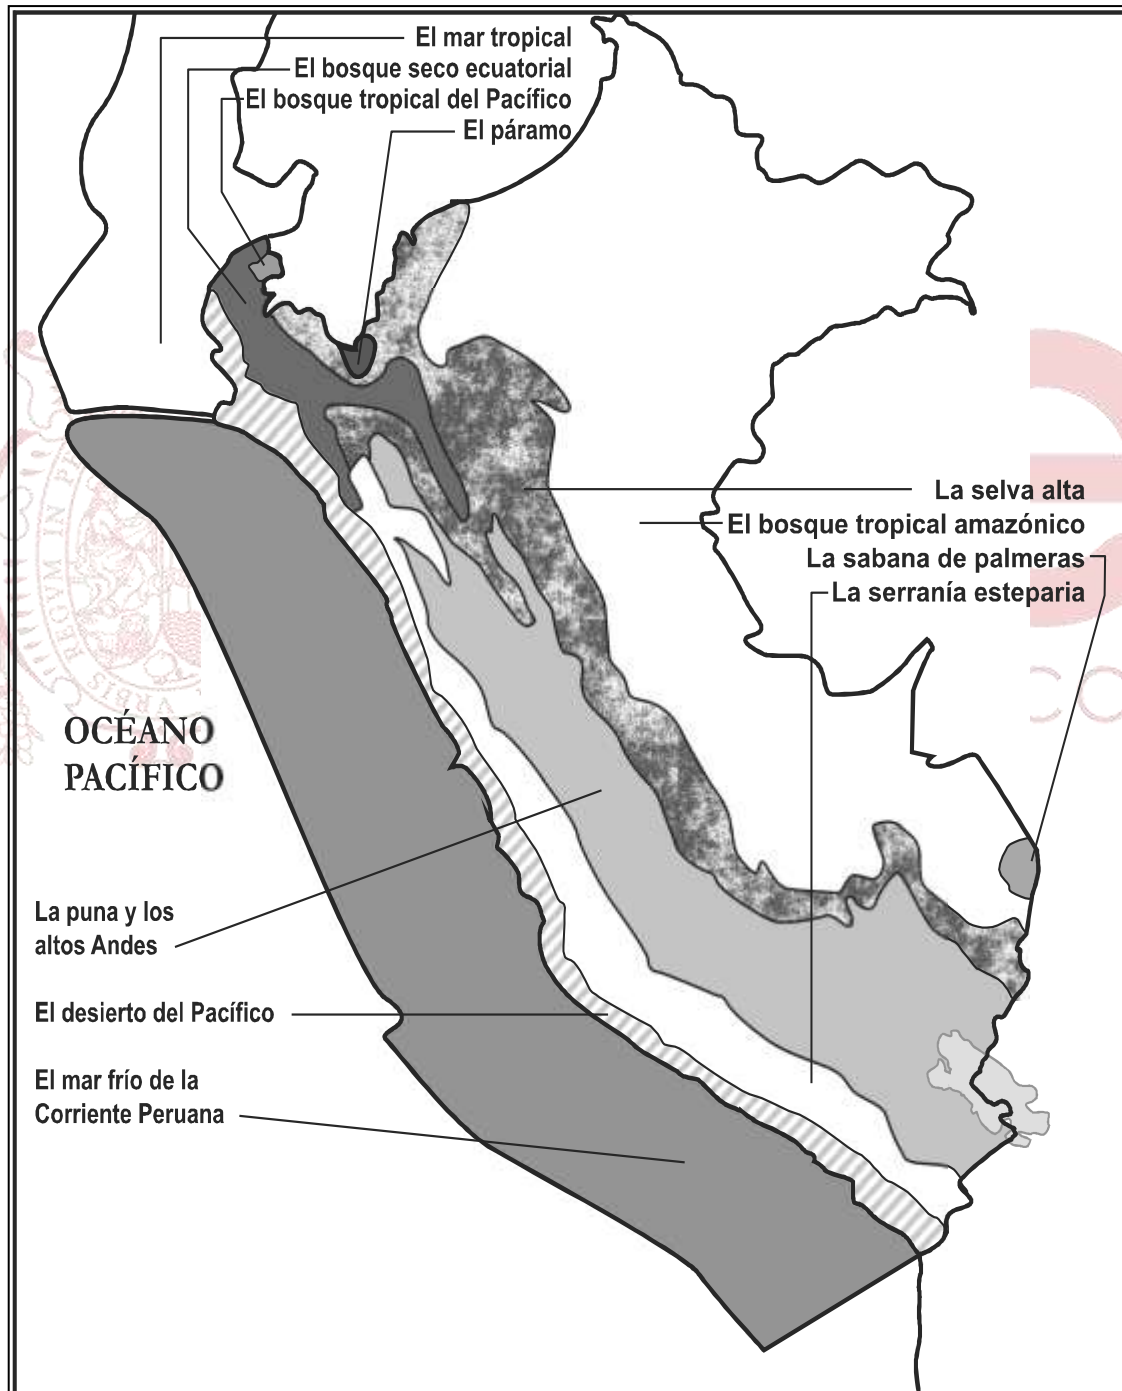 El mar tropical
El bosque seco ecuatorial
El bosque tropical del Pacífico
El páramo
La selva alta
El bosque tropical amazónico
La sabana de palmeras
La serranía esteparia
OCÉANO
PACÍFICO
La puna y los
altos Andes
El desierto del Pacífico
El mar frío de la
Corriente Peruana